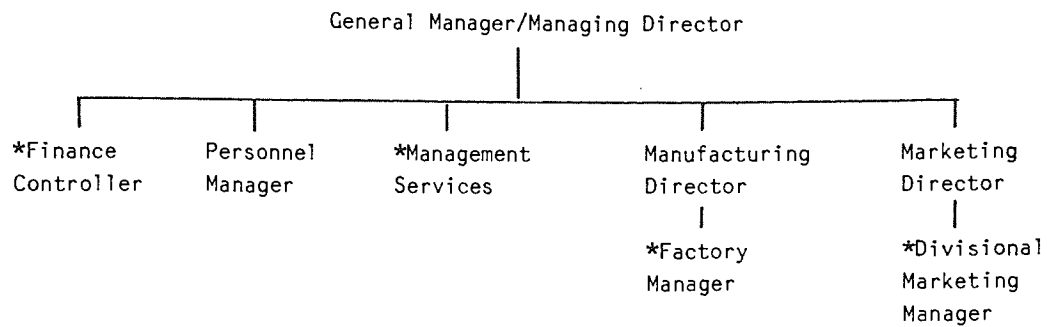 General Manager/Managing Director
*Finance Controller
Personnel Manager
*Management Services
Manufacturing Director
Marketing Director
*Factory Manager
*Divisional Marketing Manager